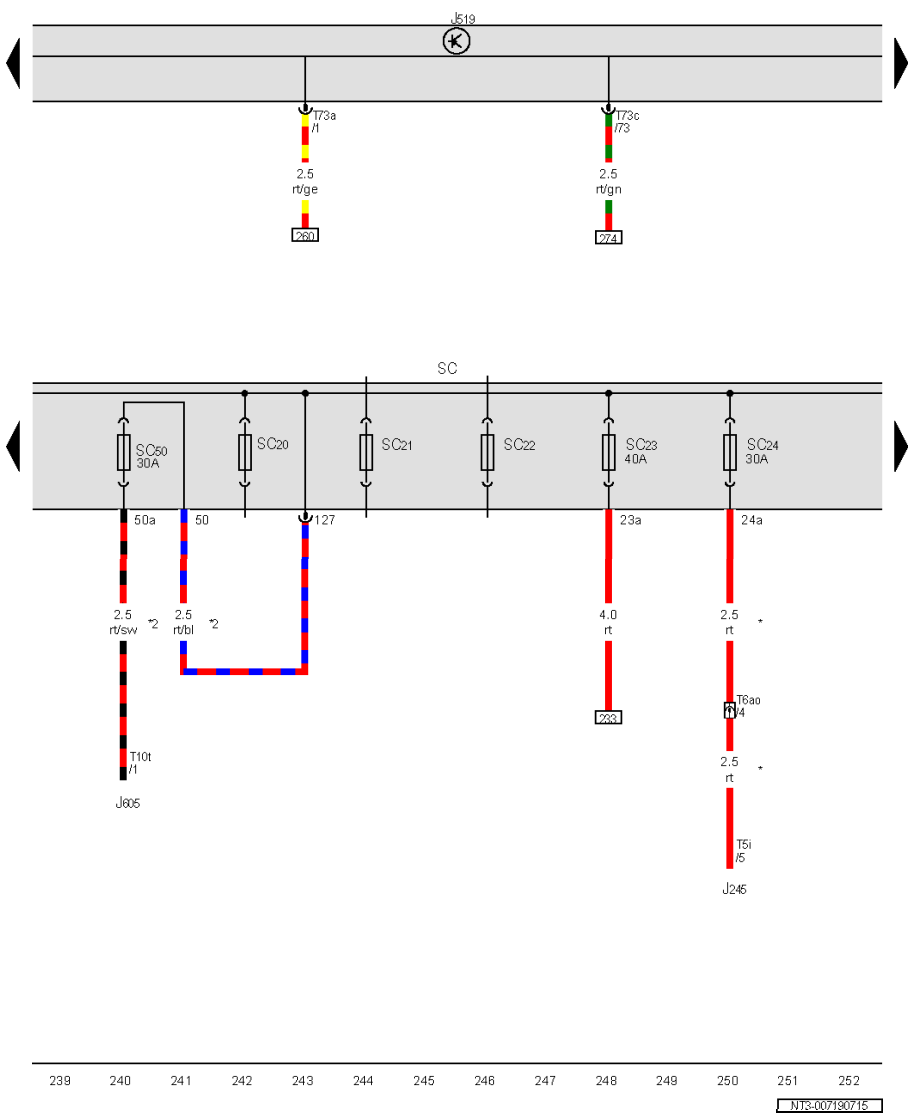 J519
T73a
/1
T73c
/73
2.5
rt/ge
2.5
rt/gn
260
274
SC
SC50
30A
SC20
SC21
SC22
SC23
40A
SC24
30A
50a
50
127
23a
24a
2.5
rt/sw
*2
2.5
rt/bl
*2
4.0
rt
2.5
rt
*
T6ao
/4
233
T10t
/1
2.5
rt
*
J605
T5i
/5
J245
239 240 241 242 243 244 245 246 247 248 249 250 251 252
NT3-007190715